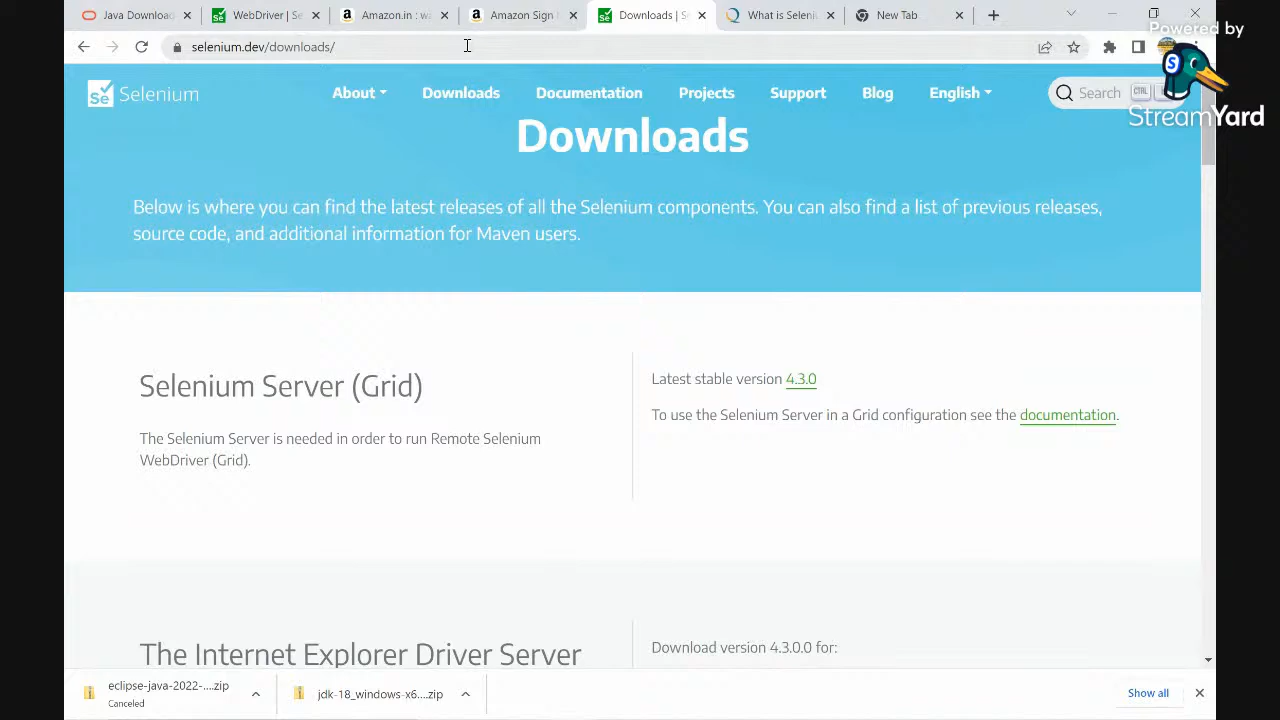 Java Download
WebDriver | Se
Amazon.in : wa
Amazon Sign
Downloads | Se
What is Seleni
New Tab
selenium.dev/downloads/
Powered by
StreamYard
Se Selenium
About
Downloads
Documentation
Projects
Support
Blog
English
Search
CTRL
Downloads
Below is where you can find the latest releases of all the Selenium components. You can also find a list of previous releases,
source code, and additional information for Maven users.
Selenium Server (Grid)
The Selenium Server is needed in order to run Remote Selenium
WebDriver (Grid).
Latest stable version 4.3.0
To use the Selenium Server in a Grid configuration see the documentation.
The Internet Explorer Driver Server
Download version 4.3.0.0 for:
eclipse-java-2022-....zip
Canceled
jdk-18_windows-x6....zip
Show all